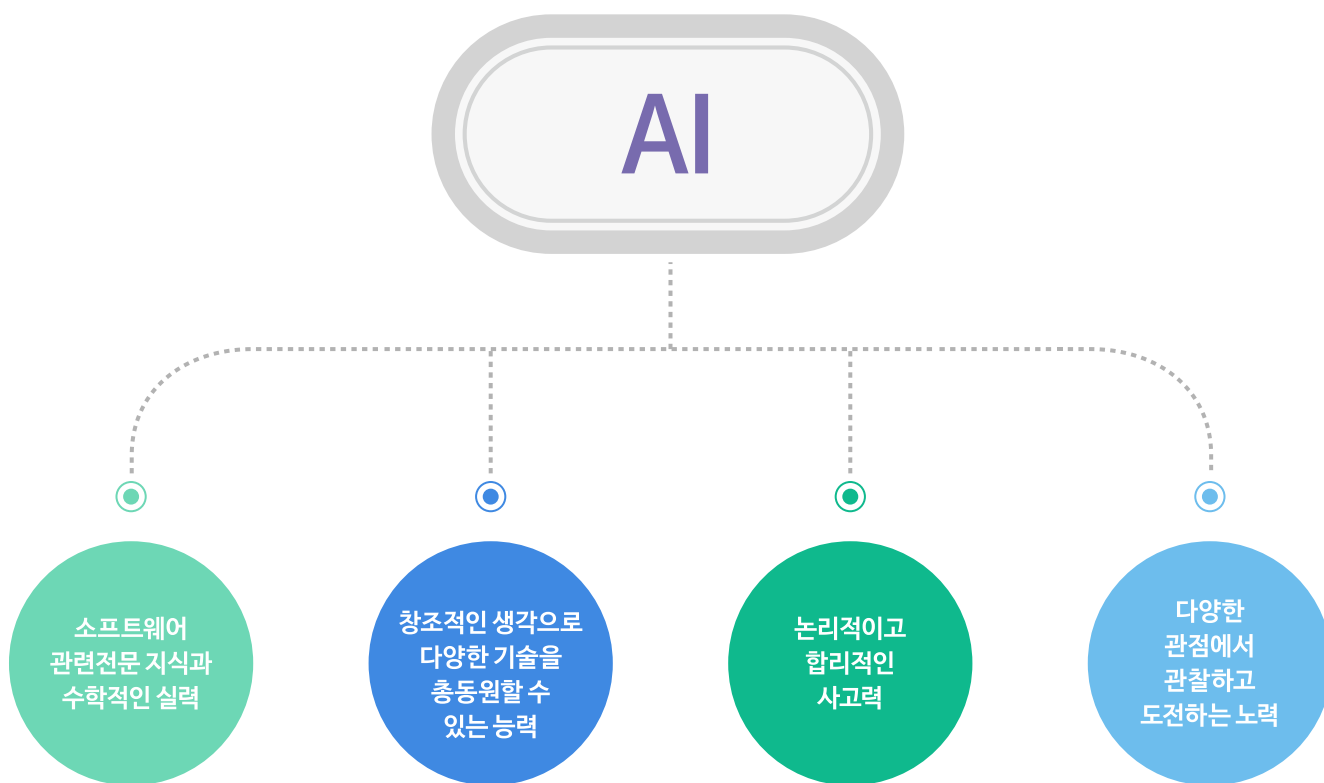 AI
소프트웨어
관련전문 지식과
수학적인 실력
창조적인 생각으로
다양한 기술을
총동원할 수
있는 능력
논리적이고
합리적인
사고력
다양한
관점에서
관찰하고
도전하는 노력